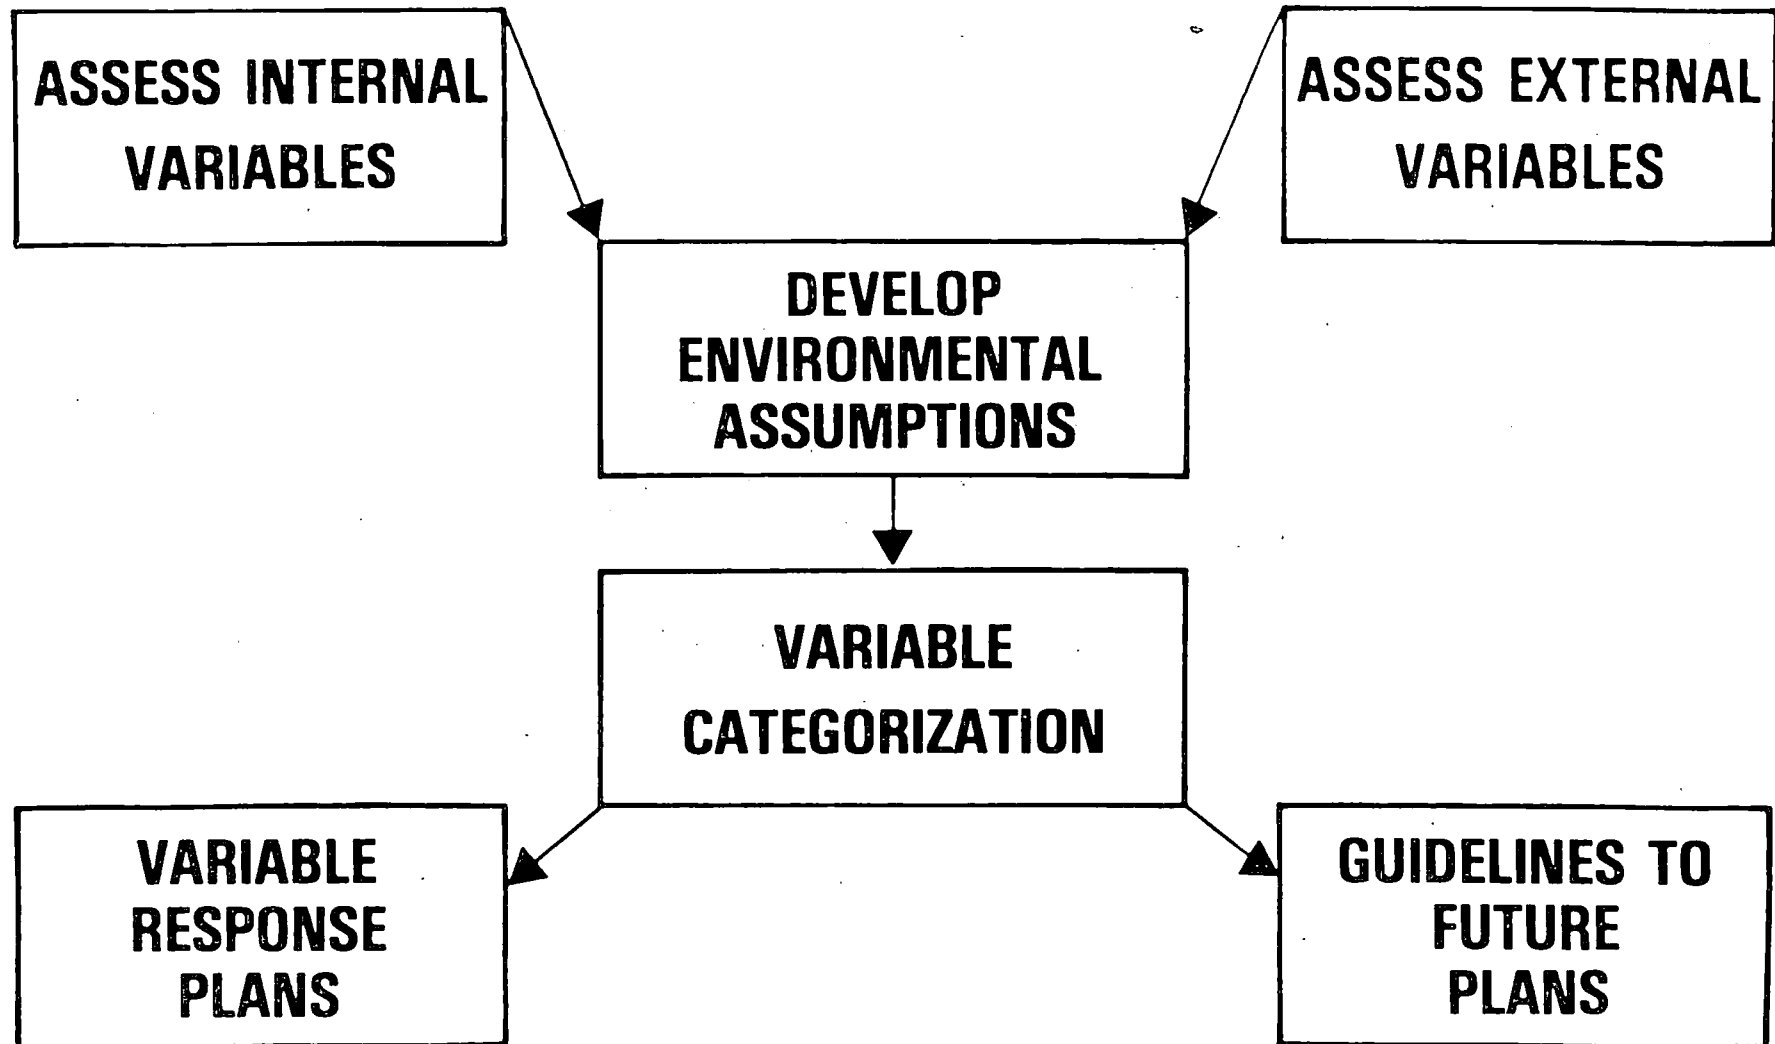 ASSESS INTERNAL
VARIABLES
ASSESS EXTERNAL
VARIABLES
DEVELOP
ENVIRONMENTAL
ASSUMPTIONS
VARIABLE
CATEGORIZATION
VARIABLE
RESPONSE
PLANS
GUIDELINES TO
FUTURE
PLANS